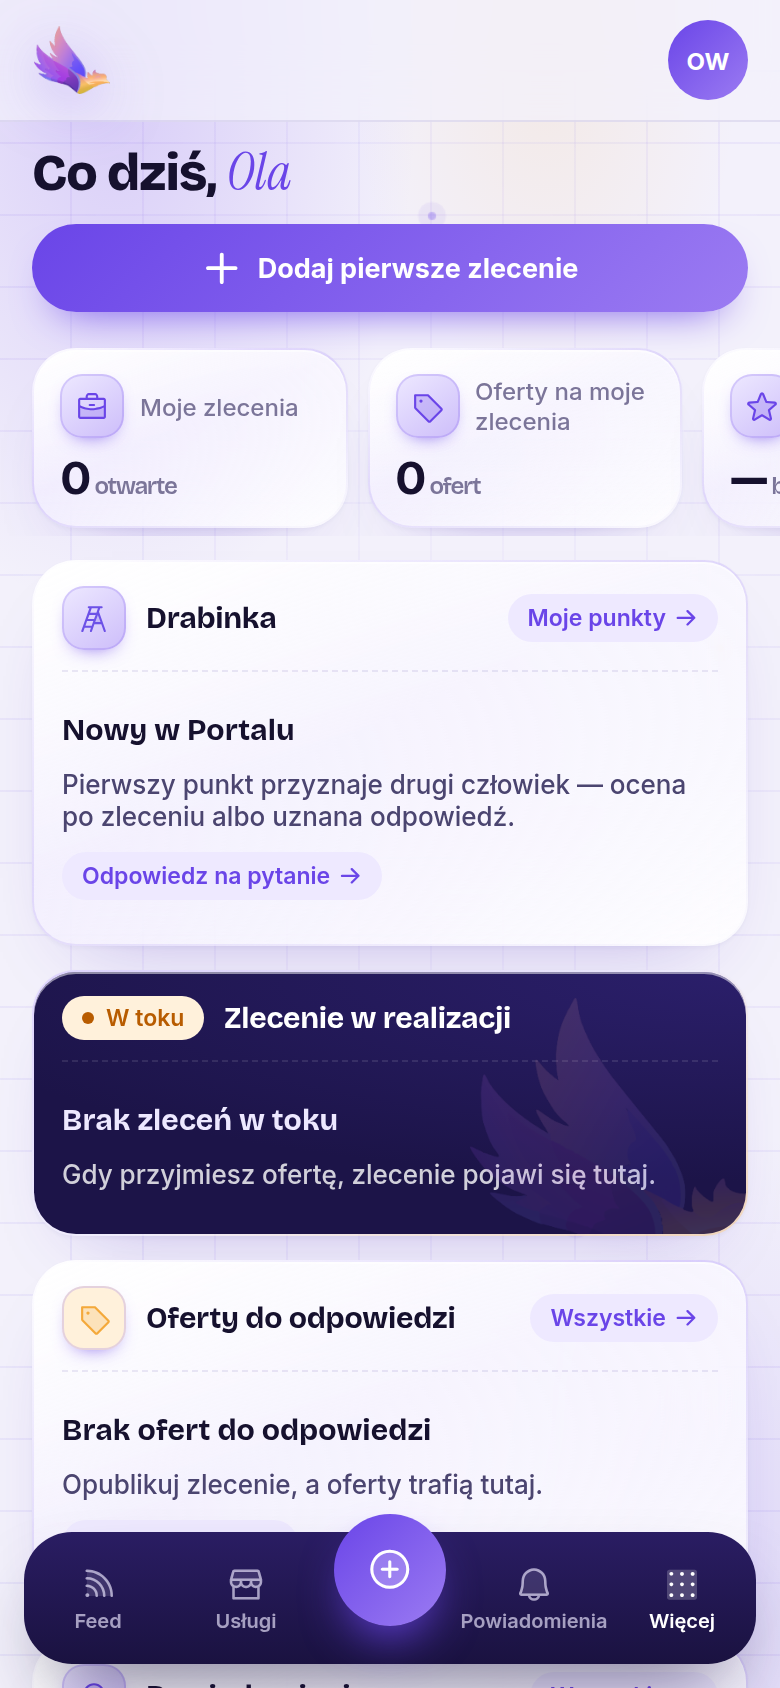 OW
Co dziś, Ola
Dodaj pierwsze zlecenie
Moje zlecenia
0 otwarte
Oferty na moje
zlecenia
0 ofert
—
Drabinka
Moje punkty →
Nowy w Portalu
Pierwszy punkt przyznaje drugi człowiek — ocena
po zleceniu albo uznana odpowiedź.
Odpowiedz na pytanie →
W toku
Zlecenie w realizacji
Brak zleceń w toku
Gdy przyjmiesz ofertę, zlecenie pojawi się tutaj.
Oferty do odpowiedzi
Wszystkie →
Brak ofert do odpowiedzi
Opublikuj zlecenie, a oferty trafią tutaj.
Feed
Usługi
Powiadomienia
Więcej